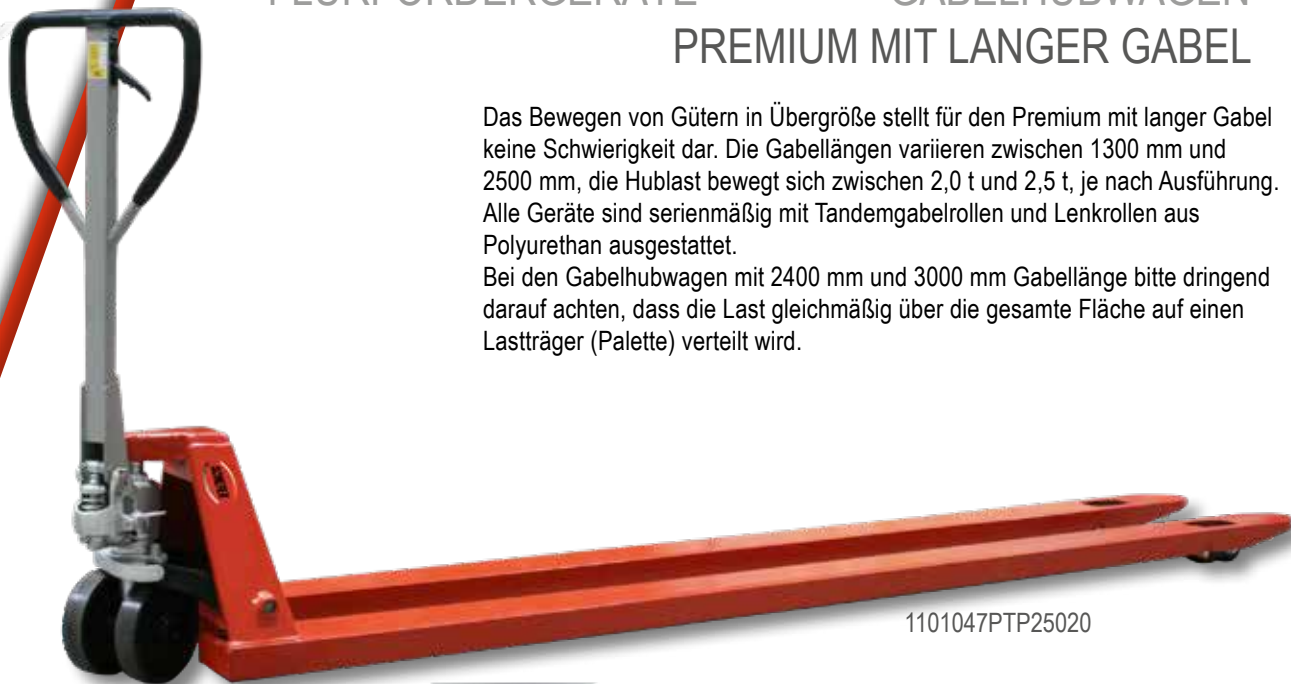 FLURFÖRDERGERÄTE GABELHUBWAGEN
PREMIUM MIT LANGER GABEL
Das Bewegen von Gütern in Übergröße stellt für den Premium mit langer Gabel
keine Schwierigkeit dar. Die Gabellängen variieren zwischen 1300 mm und
2500 mm, die Hublast bewegt sich zwischen 2,0 t und 2,5 t, je nach Ausführung.
Alle Geräte sind serienmäßig mit Tandemgabelrollen und Lenkrollen aus
Polyurethan ausgestattet.
Bei den Gabelhubwagen mit 2400 mm und 3000 mm Gabellänge bitte dringend
darauf achten, dass die Last gleichmäßig über die gesamte Fläche auf einen
Lastträger (Palette) verteilt wird.
1101047PTP25020